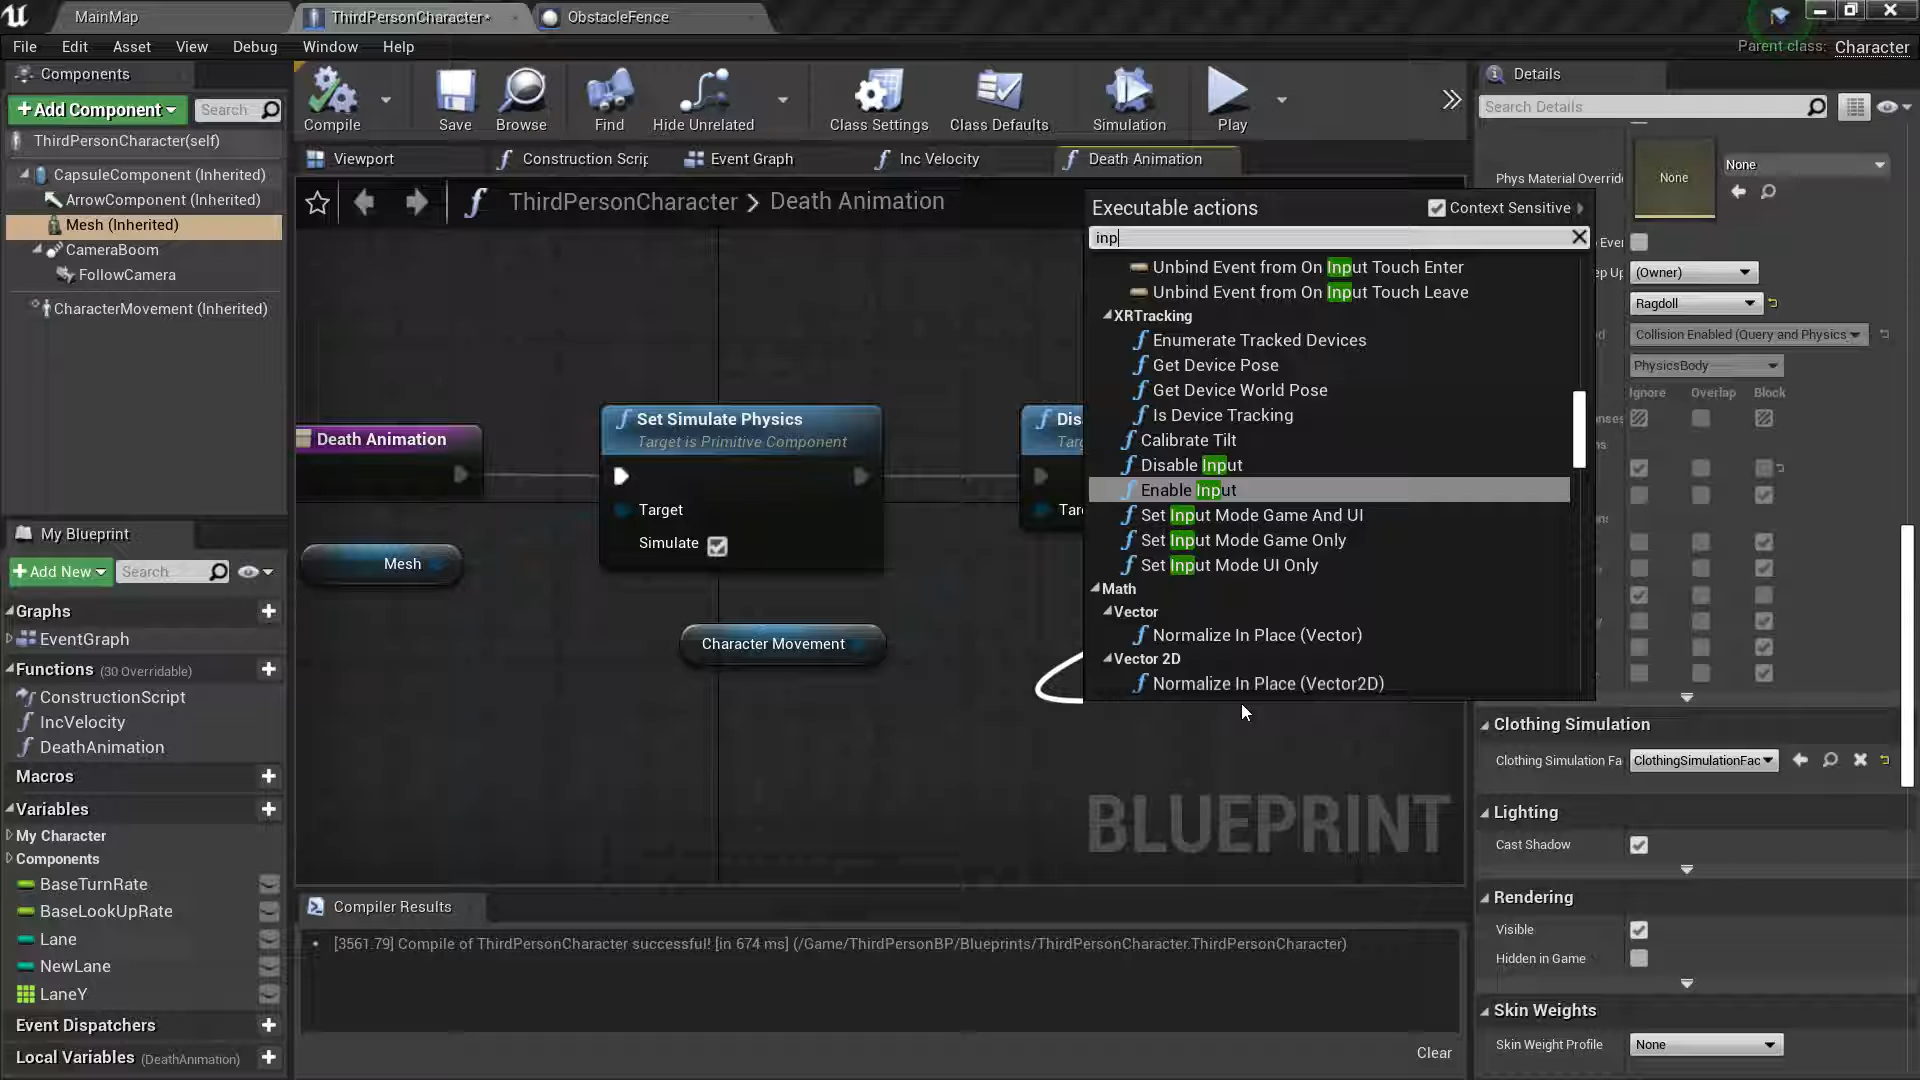 MainMap
ThirdPersonCharacter*
ObstacleFence
File Edit Asset View Debug Window Help
Parent class: Character
Components
+Add Component
Search
ThirdPersonCharacter(self)
CapsuleComponent (Inherited)
ArrowComponent (Inherited)
Mesh (Inherited)
CameraBoom
FollowCamera
CharacterMovement (Inherited)
Compile
Save
Browse
Find
Hide Unrelated
Class Settings
Class Defaults
Simulation
Play
Viewport
Construction Scrip
Event Graph
Inc Velocity
Death Animation
ThirdPersonCharacter > Death Animation
Death Animation
Mesh
Set Simulate Physics
Target is Primitive Component
Target
Simulate
Character Movement
Dis
Targ
Tar
Executable actions
Context Sensitive
inp
Unbind Event from On Input Touch Enter
Unbind Event from On Input Touch Leave
XRTracking
Enumerate Tracked Devices
Get Device Pose
Get Device World Pose
Is Device Tracking
Calibrate Tilt
Disable Input
Enable Input
Set Input Mode Game And UI
Set Input Mode Game Only
Set Input Mode UI Only
Math
Vector
Normalize In Place (Vector)
Vector 2D
Normalize In Place (Vector2D)
BLUEPRINT
My Blueprint
+Add New
Search
Graphs
EventGraph
Functions (30 Overridable)
ConstructionScript
IncVelocity
DeathAnimation
Macros
Variables
My Character
Components
BaseTurnRate
BaseLookUpRate
Lane
NewLane
LaneY
Event Dispatchers
Local Variables (DeathAnimation)
Compiler Results
[3561.79] Compile of ThirdPersonCharacter successful! [in 674 ms] (/Game/ThirdPersonBP/Blueprints/ThirdPersonCharacter.ThirdPersonCharacter)
Clear
Details
Search Details
Phys Material Overrid
None
None
Even
ep Up
(Owner)
Ragdoll
Collision Enabled (Query and Physics
PhysicsBody
Ignore Overlap Block
Clothing Simulation
Clothing Simulation Fa
ClothingSimulationFac
Lighting
Cast Shadow
Rendering
Visible
Hidden in Game
Skin Weights
Skin Weight Profile
None